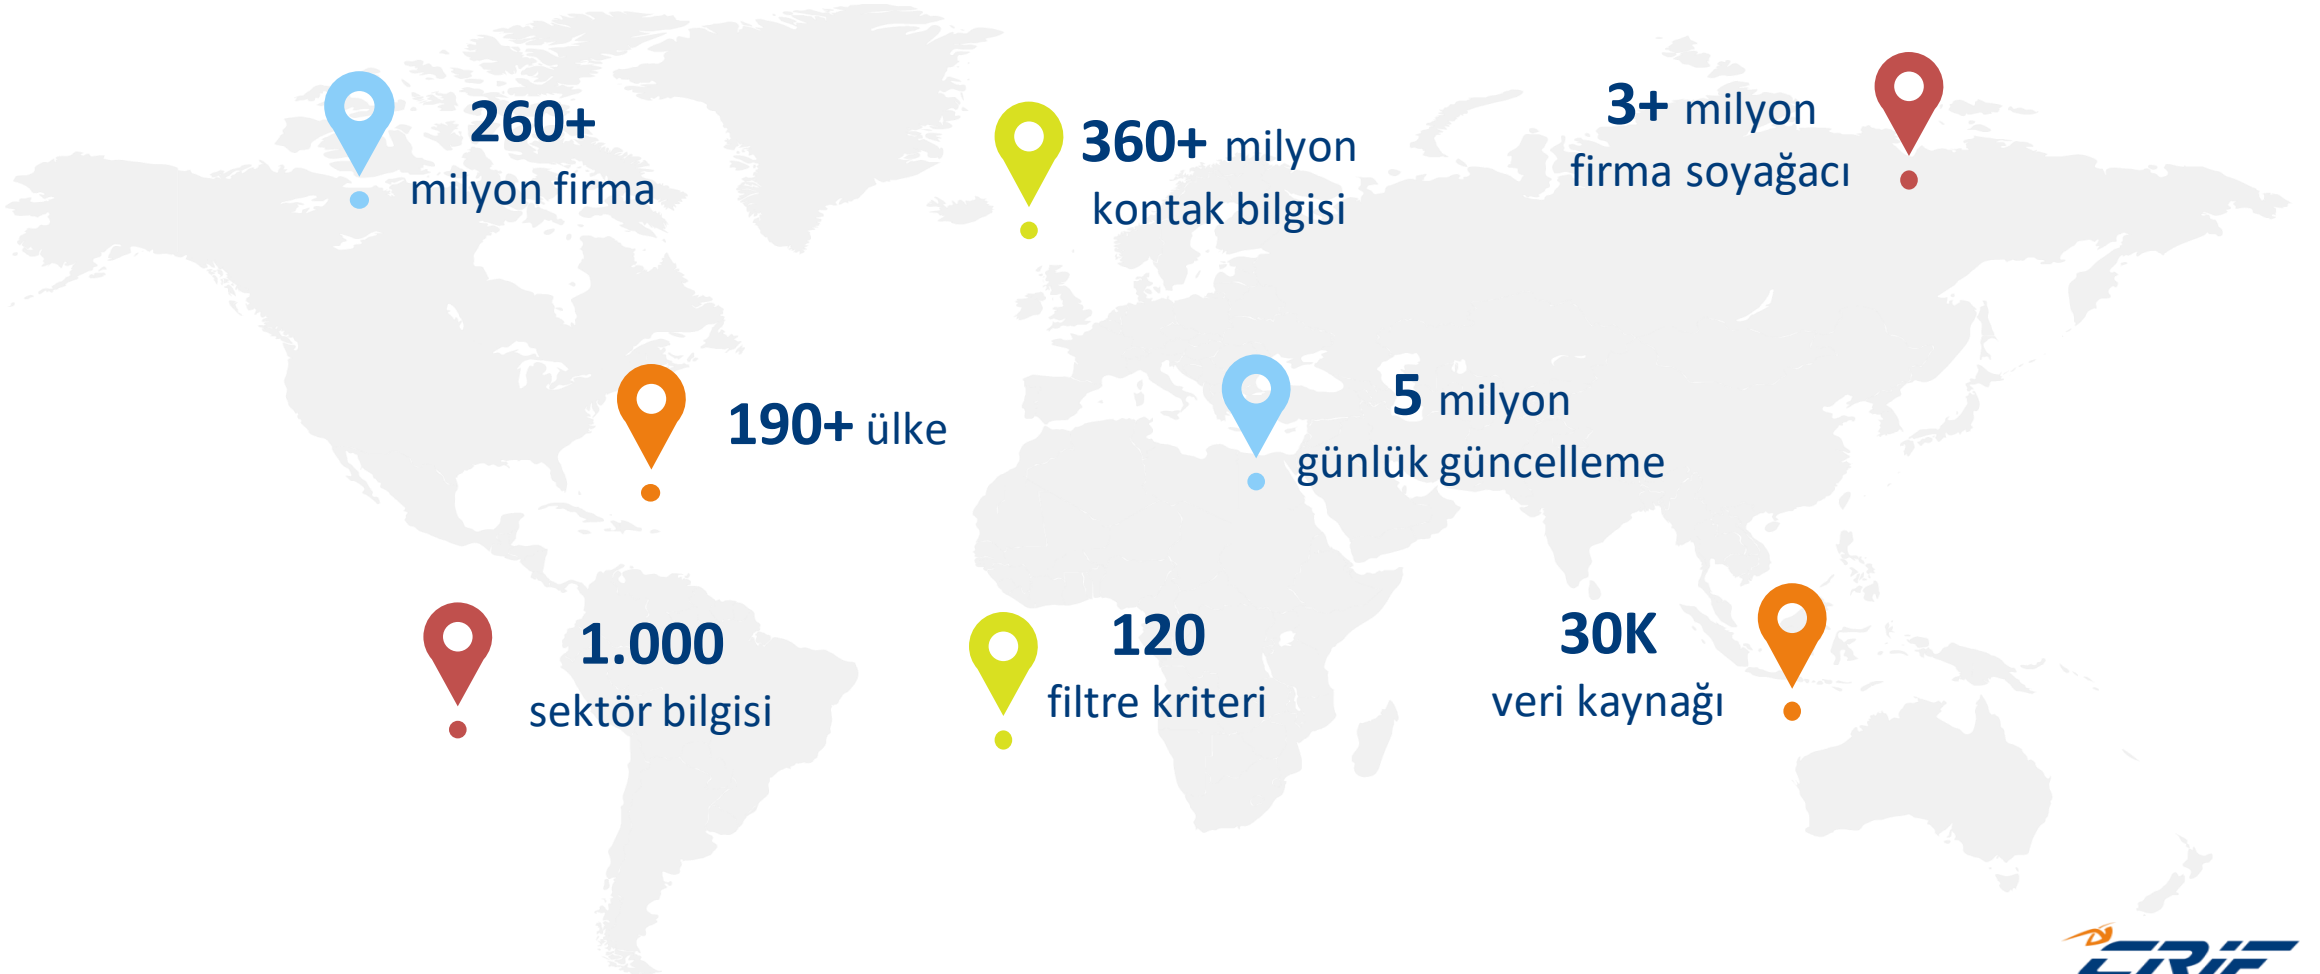 260+
milyon firma
360+ milyon
kontak bilgisi
3+ milyon
firma soyağacı
190+ ülke
5 milyon
günlük güncelleme
1.000
sektör bilgisi
120
filtre kriteri
30K
veri kaynağı
CRIF